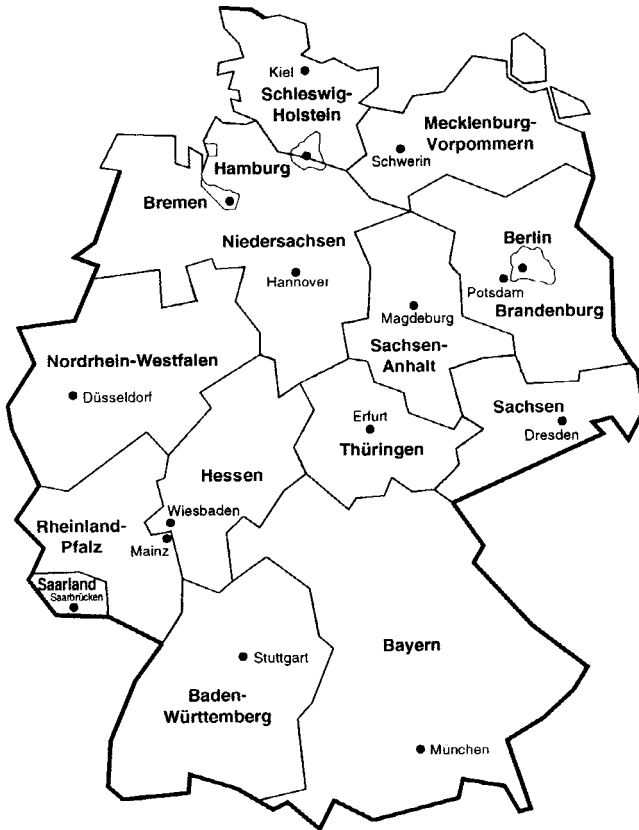 Kiel
Schleswig-
Holstein
Mecklenburg-
Vorpommern
Schwerin
Hamburg
Bremen
Niedersachsen
Hannover
Berlin
Potsdam
Brandenburg
Magdeburg
Sachsen-
Anhalt
Nordrhein-Westfalen
Düsseldorf
Erfurt
Thüringen
Sachsen
Dresden
Hessen
Wiesbaden
Rheinland-
Pfalz
Mainz
Saarland
Saarbrücken
Stuttgart
Baden-
Württemberg
Bayern
München